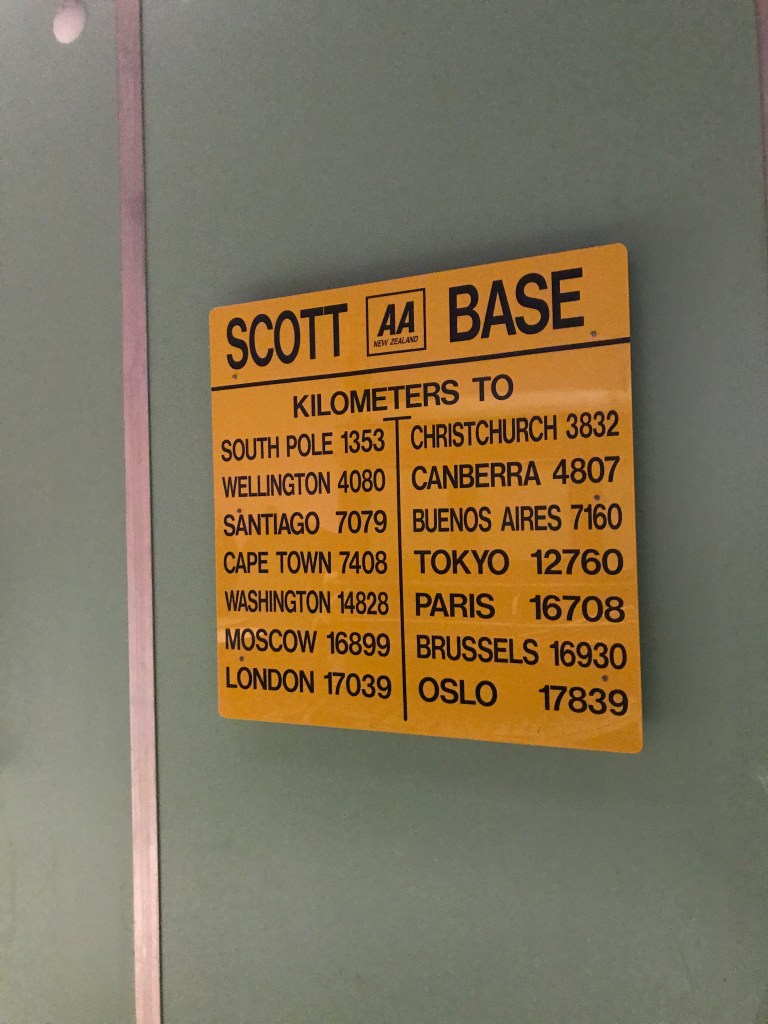 SCOTT AA BASE
NEW ZEALAND
KILOMETERS TO
SOUTH POLE 1353
WELLINGTON 4080
SANTIAGO 7079
CAPE TOWN 7408
WASHINGTON 14828
MOSCOW 16899
LONDON 17039
CHRISTCHURCH 3832
CANBERRA 4807
BUENOS AIRES 7160
TOKYO 12760
PARIS 16708
BRUSSELS 16930
OSLO 17839